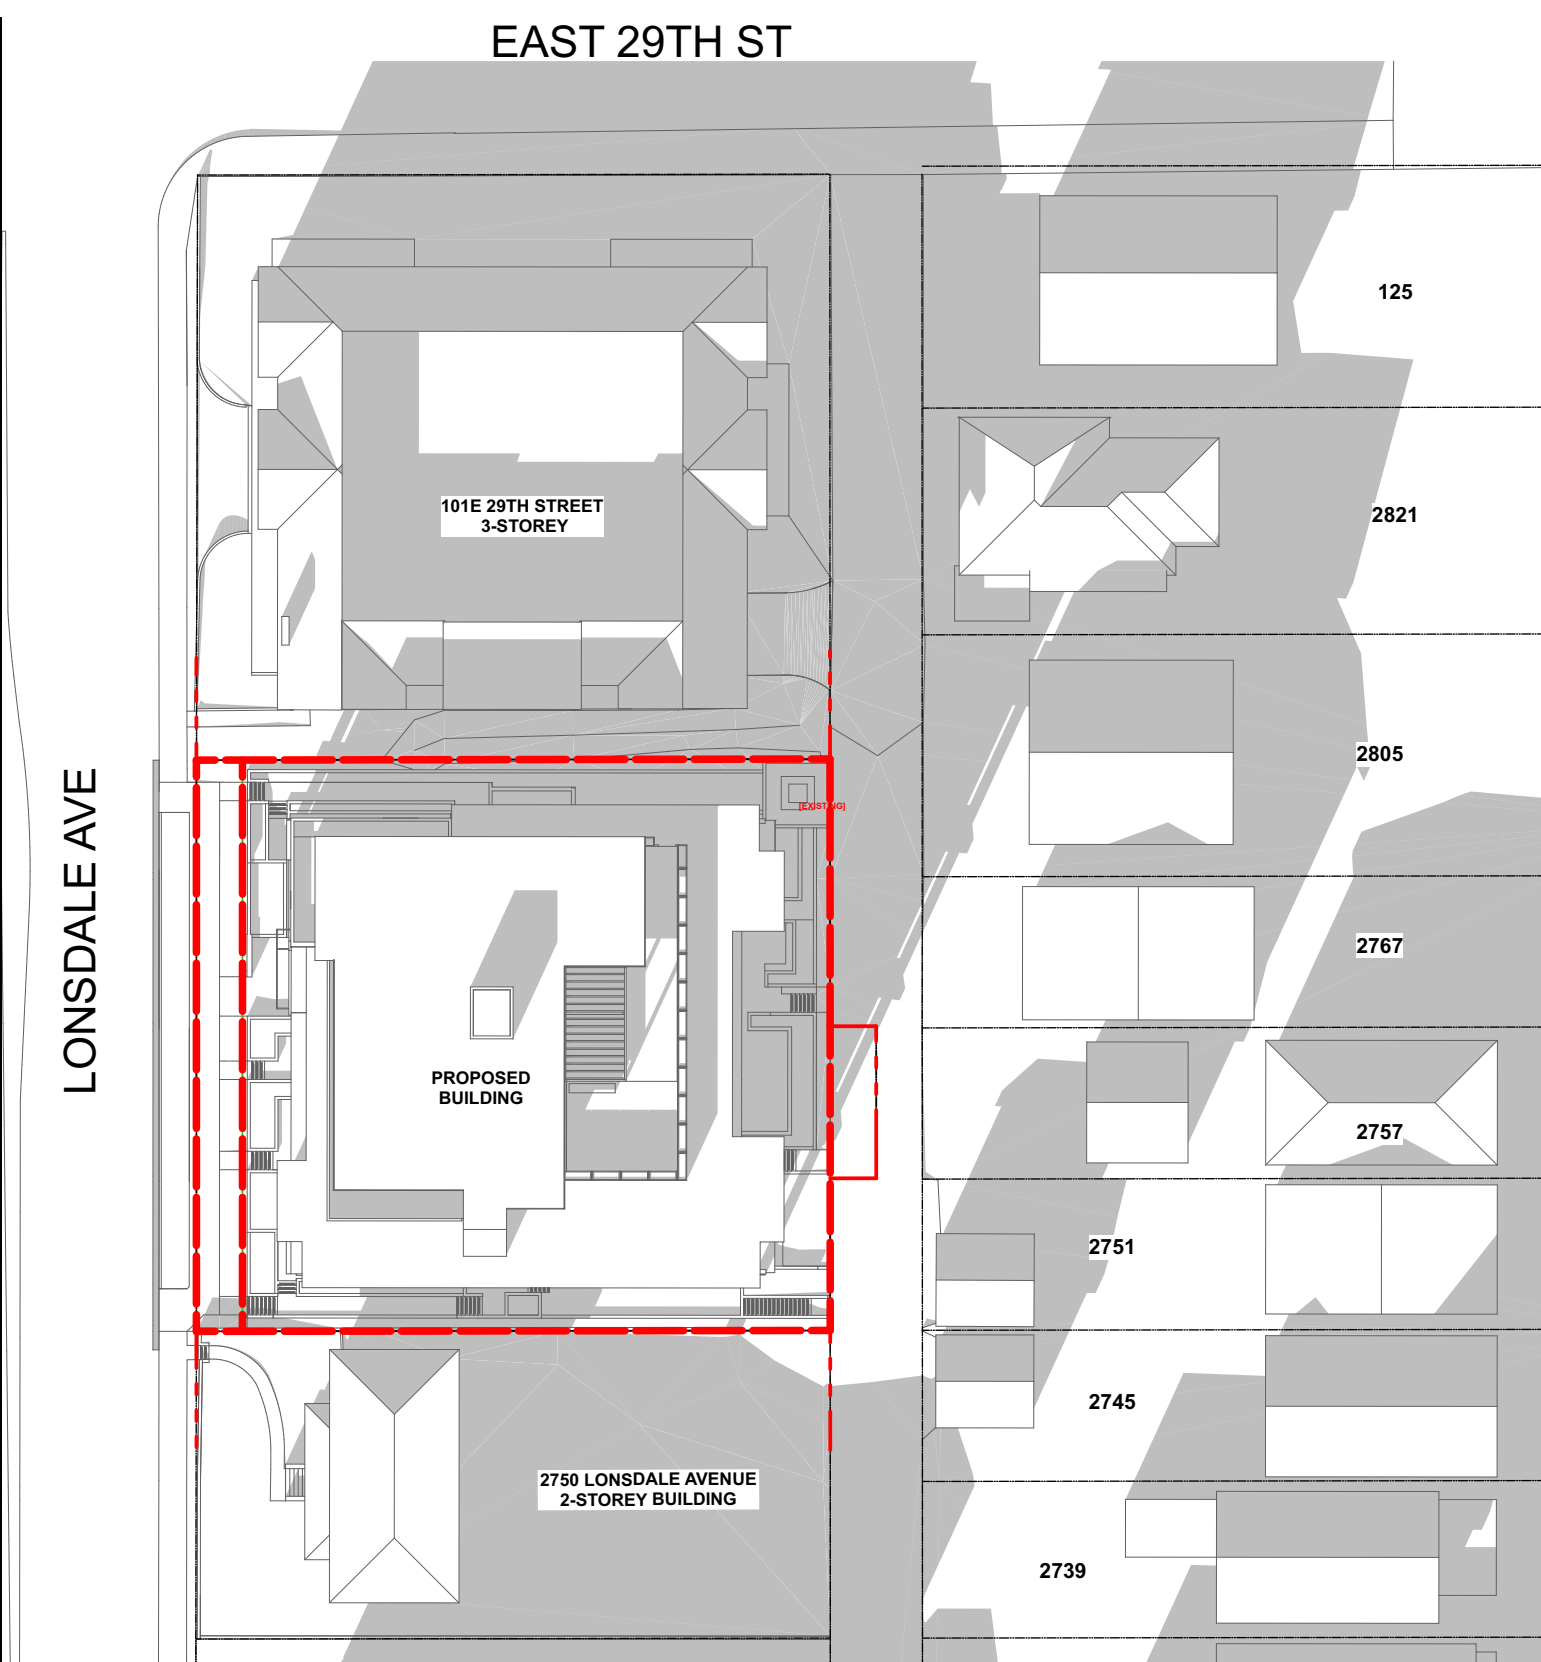 EAST 29TH ST
125
101E 29TH STREET
3-STOREY
2821
2805
[EXISTING]
LONSDALE AVE
2767
PROPOSED
BUILDING
2757
2751
2745
2750 LONSDALE AVENUE
2-STOREY BUILDING
2739